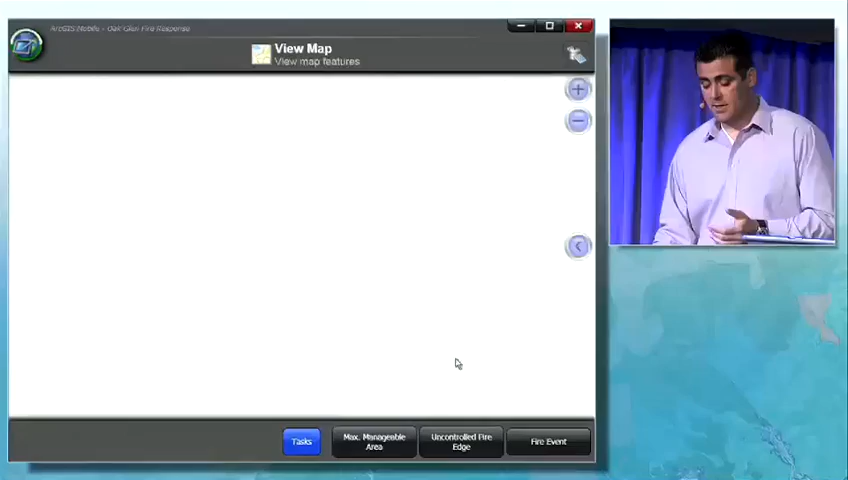 ArcGIS Mobile - Oak Glen Fire Response
View Map
View map features
Tasks
Max. Manageable
Area
Uncontrolled Fire
Edge
Fire Event